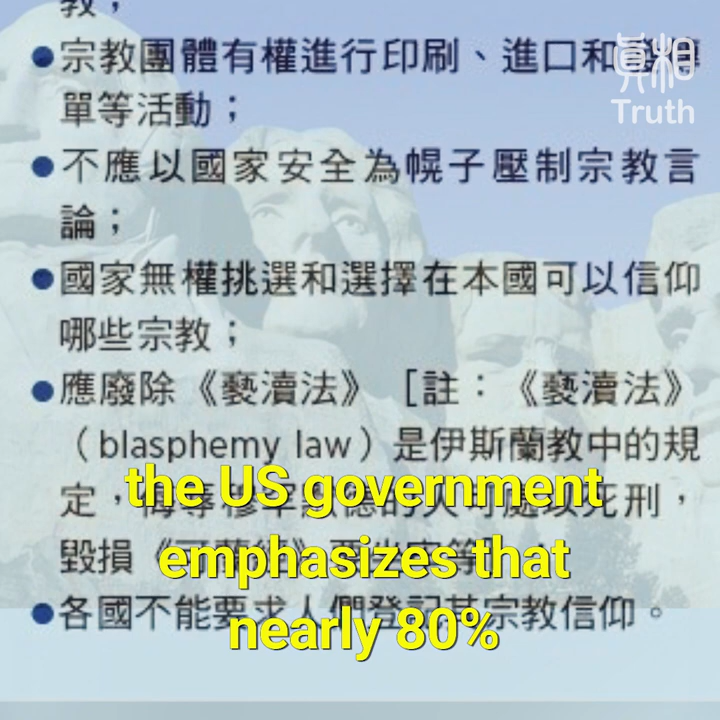 教；
●宗教團體有權進行印刷、進口和
單等活動；
●不應以國家安全為幌子壓制宗教言
論；
●國家無權挑選和選擇在本國可以信仰
哪些宗教；
●應廢除《褻瀆法》［註：《褻瀆法》
（blasphemy law）是伊斯蘭教中的規
定，
毀損
●各國不能要求人們登記其宗教信仰。
真相
Truth
the US government
emphasizes that
nearly 80%